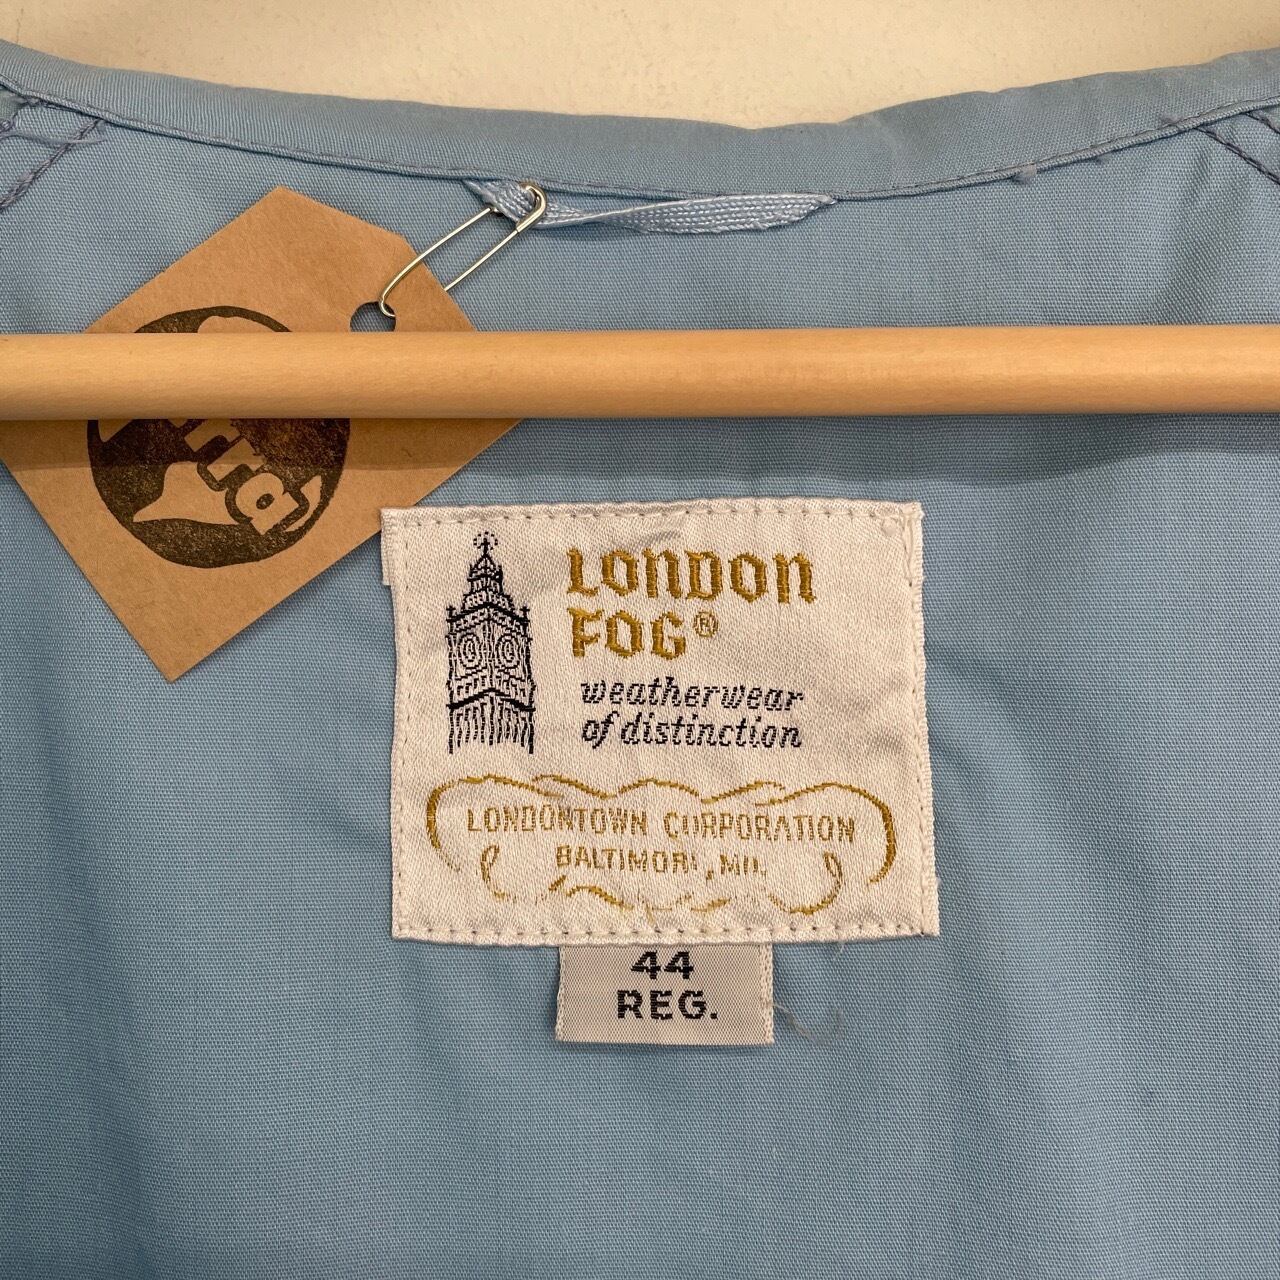 LONDON
FOG®
weatherwear
of distinction
LONDONTOWN CORPORATION
BALTIMORE, MD.
44
REG.